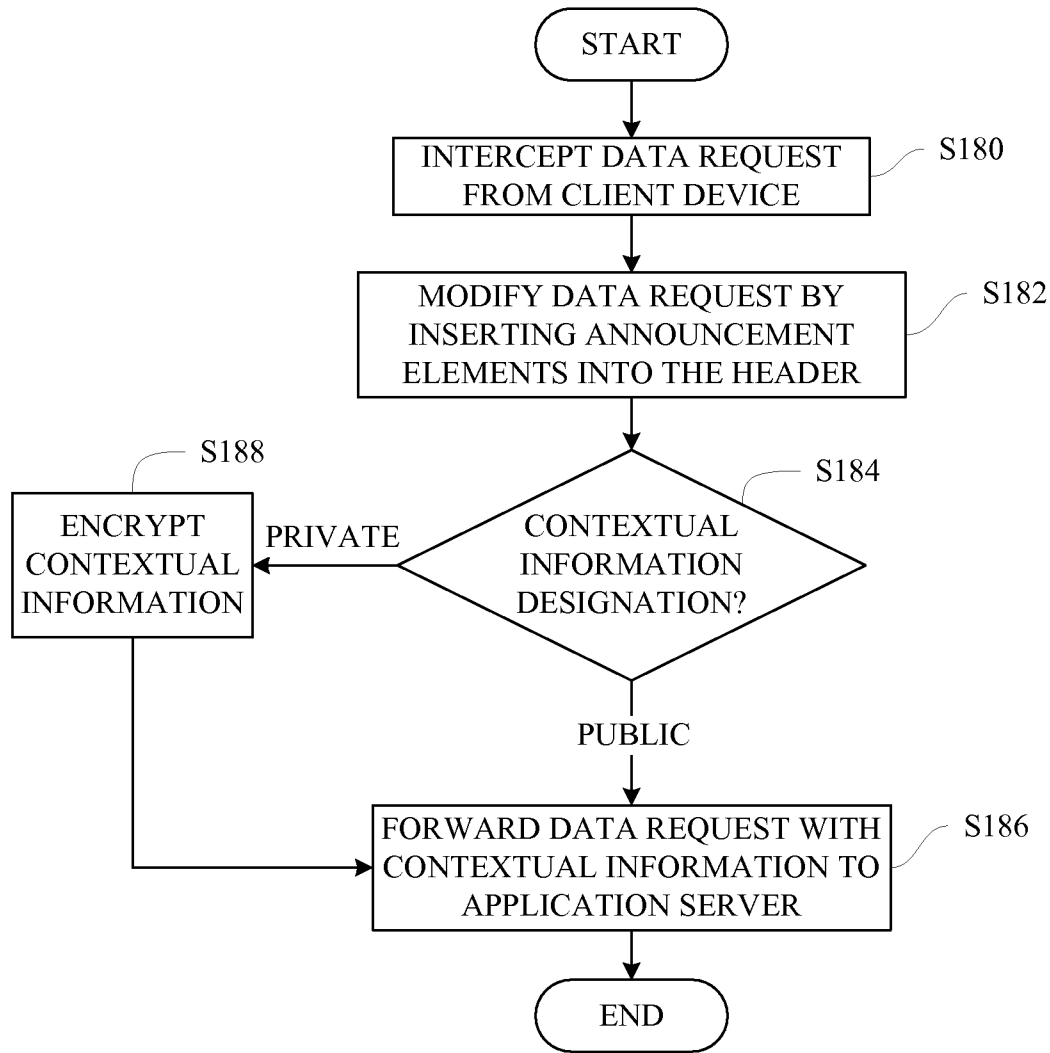 START
INTERCEPT DATA REQUEST
FROM CLIENT DEVICE
S180
MODIFY DATA REQUEST BY
INSERTING ANNOUNCEMENT
ELEMENTS INTO THE HEADER
S182
S188
S184
ENCRYPT
CONTEXTUAL
INFORMATION
PRIVATE
CONTEXTUAL
INFORMATION
DESIGNATION?
PUBLIC
FORWARD DATA REQUEST WITH
CONTEXTUAL INFORMATION TO
APPLICATION SERVER
S186
END